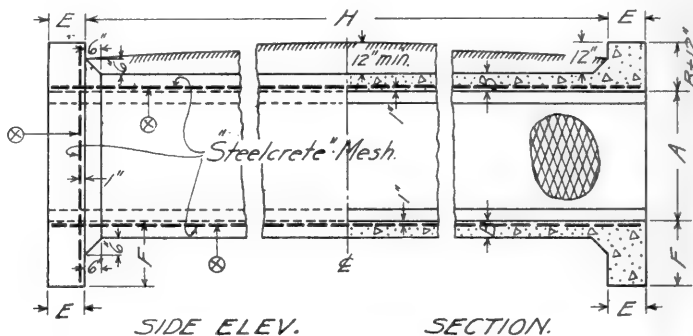 E H E
6" 6" 12" min. 12" B+12"
B
1"
"Steelcrete" Mesh.
A
1" 1"
B
6" 6" F F
E ℄ E
SIDE ELEV. SECTION.